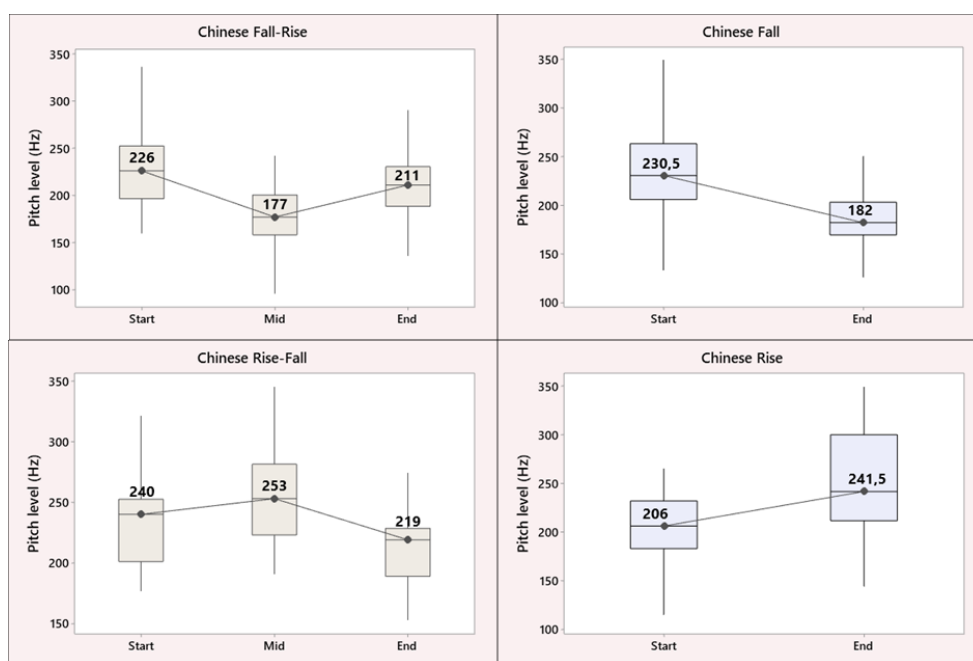 Chinese Fall-Rise
Pitch level (Hz)
350
300
250
200
150
100
226
177
211
Start Mid End
Chinese Fall
Pitch level (Hz)
350
300
250
200
150
100
230,5
182
Start End
Chinese Rise-Fall
Pitch level (Hz)
350
300
250
200
150
240
253
219
Start Mid End
Chinese Rise
Pitch level (Hz)
350
300
250
200
150
100
206
241,5
Start End